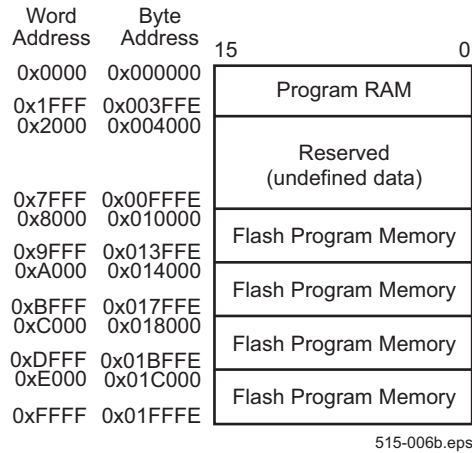 Word Byte
Address Address
15 0
0x0000 0x000000
Program RAM
0x1FFF 0x003FFE
0x2000 0x004000
Reserved
(undefined data)
0x7FFF 0x00FFFE
0x8000 0x010000
Flash Program Memory
0x9FFF 0x013FFE
0xA000 0x014000
Flash Program Memory
0xBFFF 0x017FFE
0xC000 0x018000
Flash Program Memory
0xDFFF 0x01BFFE
0xE000 0x01C000
Flash Program Memory
0xFFFF 0x01FFFE
515-006b.eps